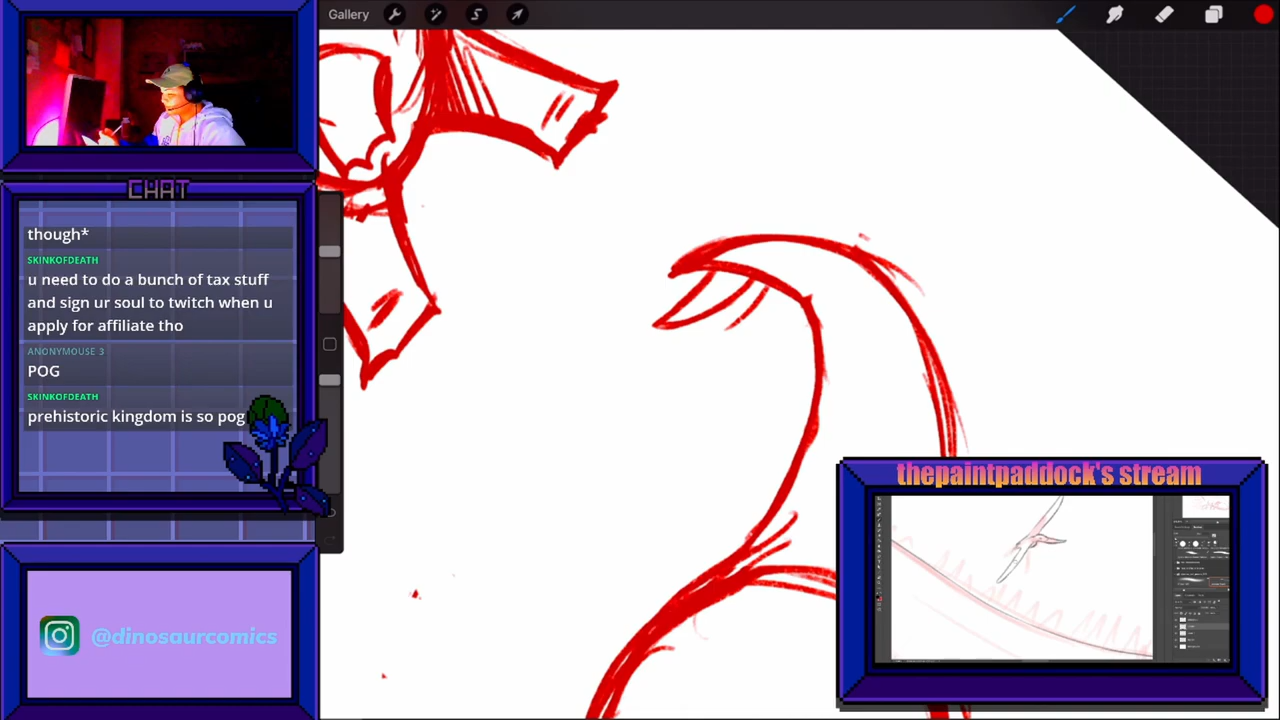 Gallery
CHAT
though*
SKINKOFDEATH
u need to do a bunch of tax stuff
and sign ur soul to twitch when u
apply for affiliate tho
ANONYMOUSE 3
POG
SKINKOFDEATH
prehistoric kingdom is so pog
thepaintpaddock's stream
@dinosaurcomics